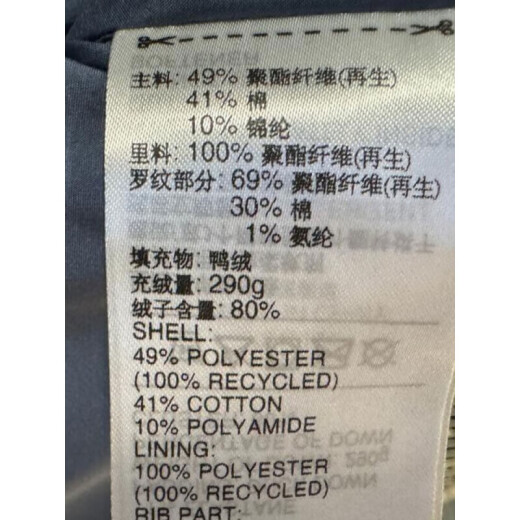 主料: 49% 聚酯纤维(再生)
41% 棉
10% 锦纶
里料: 100% 聚酯纤维(再生)
罗纹部分: 69% 聚酯纤维(再生)
30% 棉
1% 氨纶
填充物: 鸭绒
充绒量: 290g
绒子含量: 80%
SHELL:
49% POLYESTER
(100% RECYCLED)
41% COTTON
10% POLYAMIDE
LINING:
100% POLYESTER
(100% RECYCLED)
RIB PART: